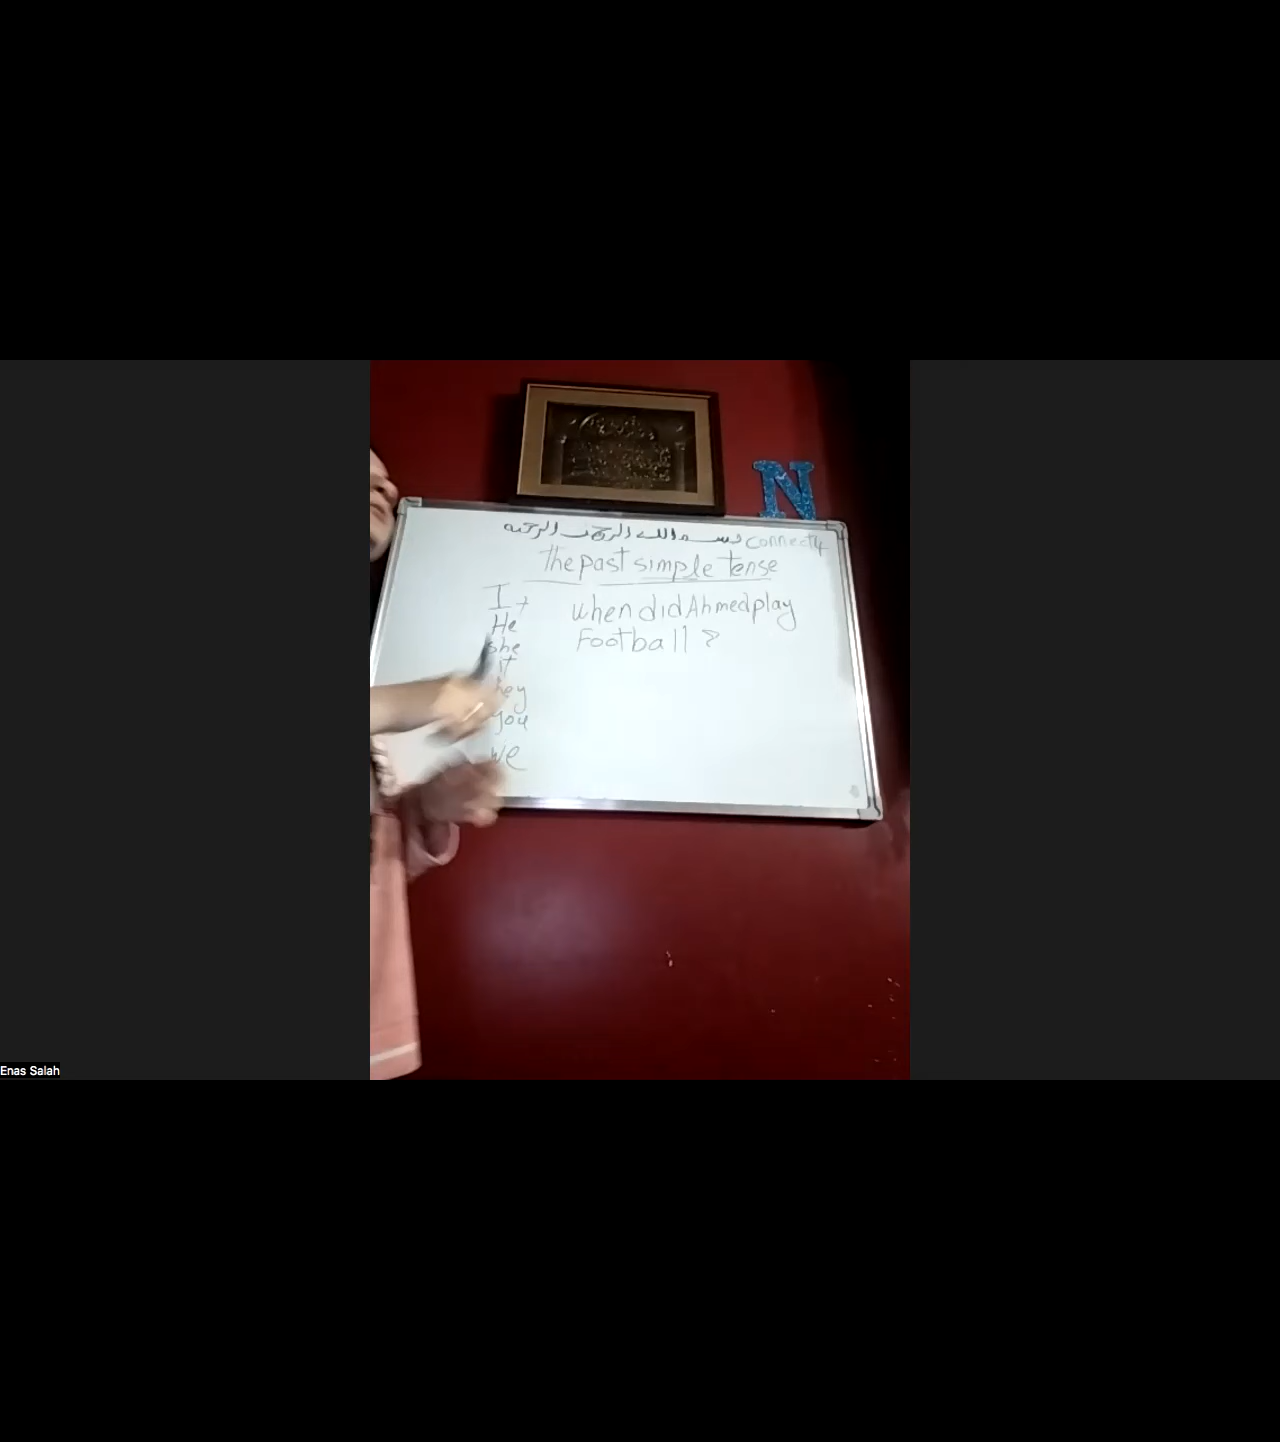 N
بسم الله الرحمن الرحيم connect4
The past simple tense
I +
He
she
it
hey
you
we
when did Ahmed play
Football ?
Enas Salah